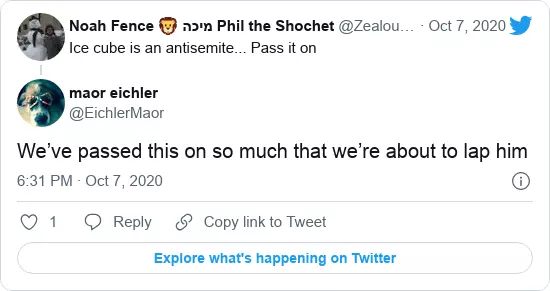 Noah Fence 🦁 מיכה Phil the Shochet @Zealou… · Oct 7, 2020
Ice cube is an antisemite... Pass it on
maor eichler
@EichlerMaor
We’ve passed this on so much that we’re about to lap him
6:31 PM · Oct 7, 2020
1 Reply Copy link to Tweet
Explore what's happening on Twitter